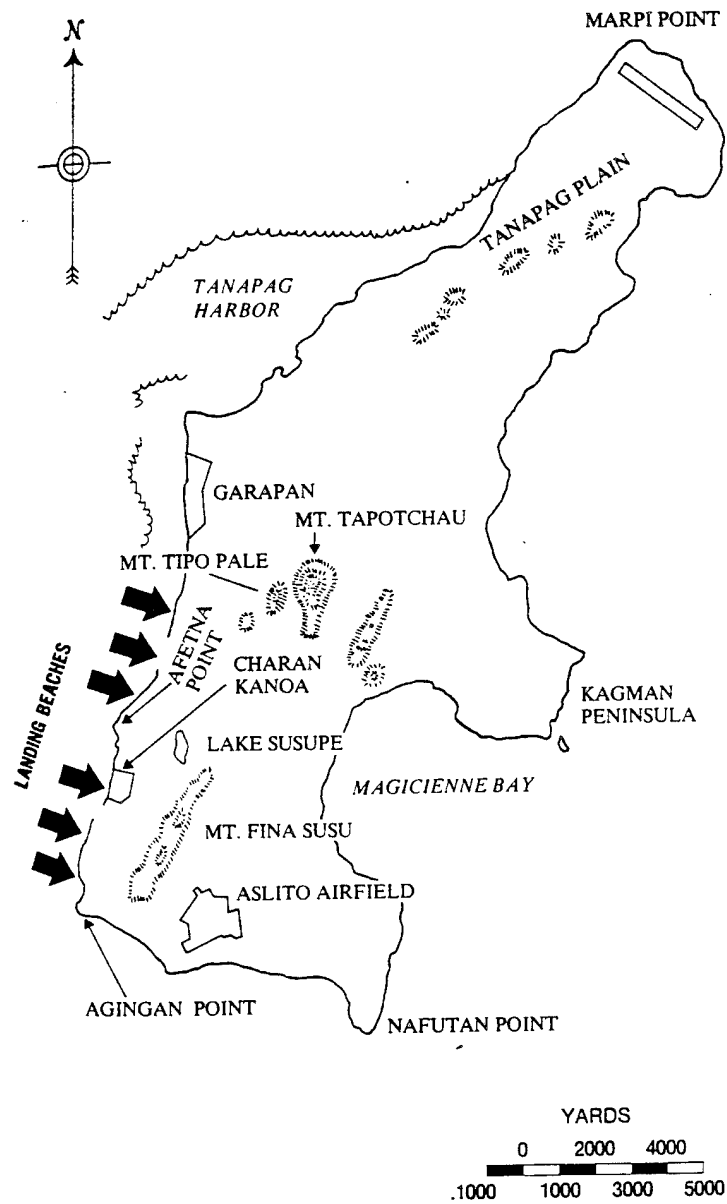 MARPI POINT
N
TANAPAG PLAIN
TANAPAG
HARBOR
GARAPAN
MT. TAPOTCHAU
MT. TIPO PALE
AFETNA
POINT
CHARAN
KANOA
LANDING BEACHES
KAGMAN
PENINSULA
LAKE SUSUPE
MAGICIENNE BAY
MT. FINA SUSU
ASLITO AIRFIELD
AGINGAN POINT
NAFUTAN POINT
YARDS
0 2000 4000
.1000 1000 3000 5000